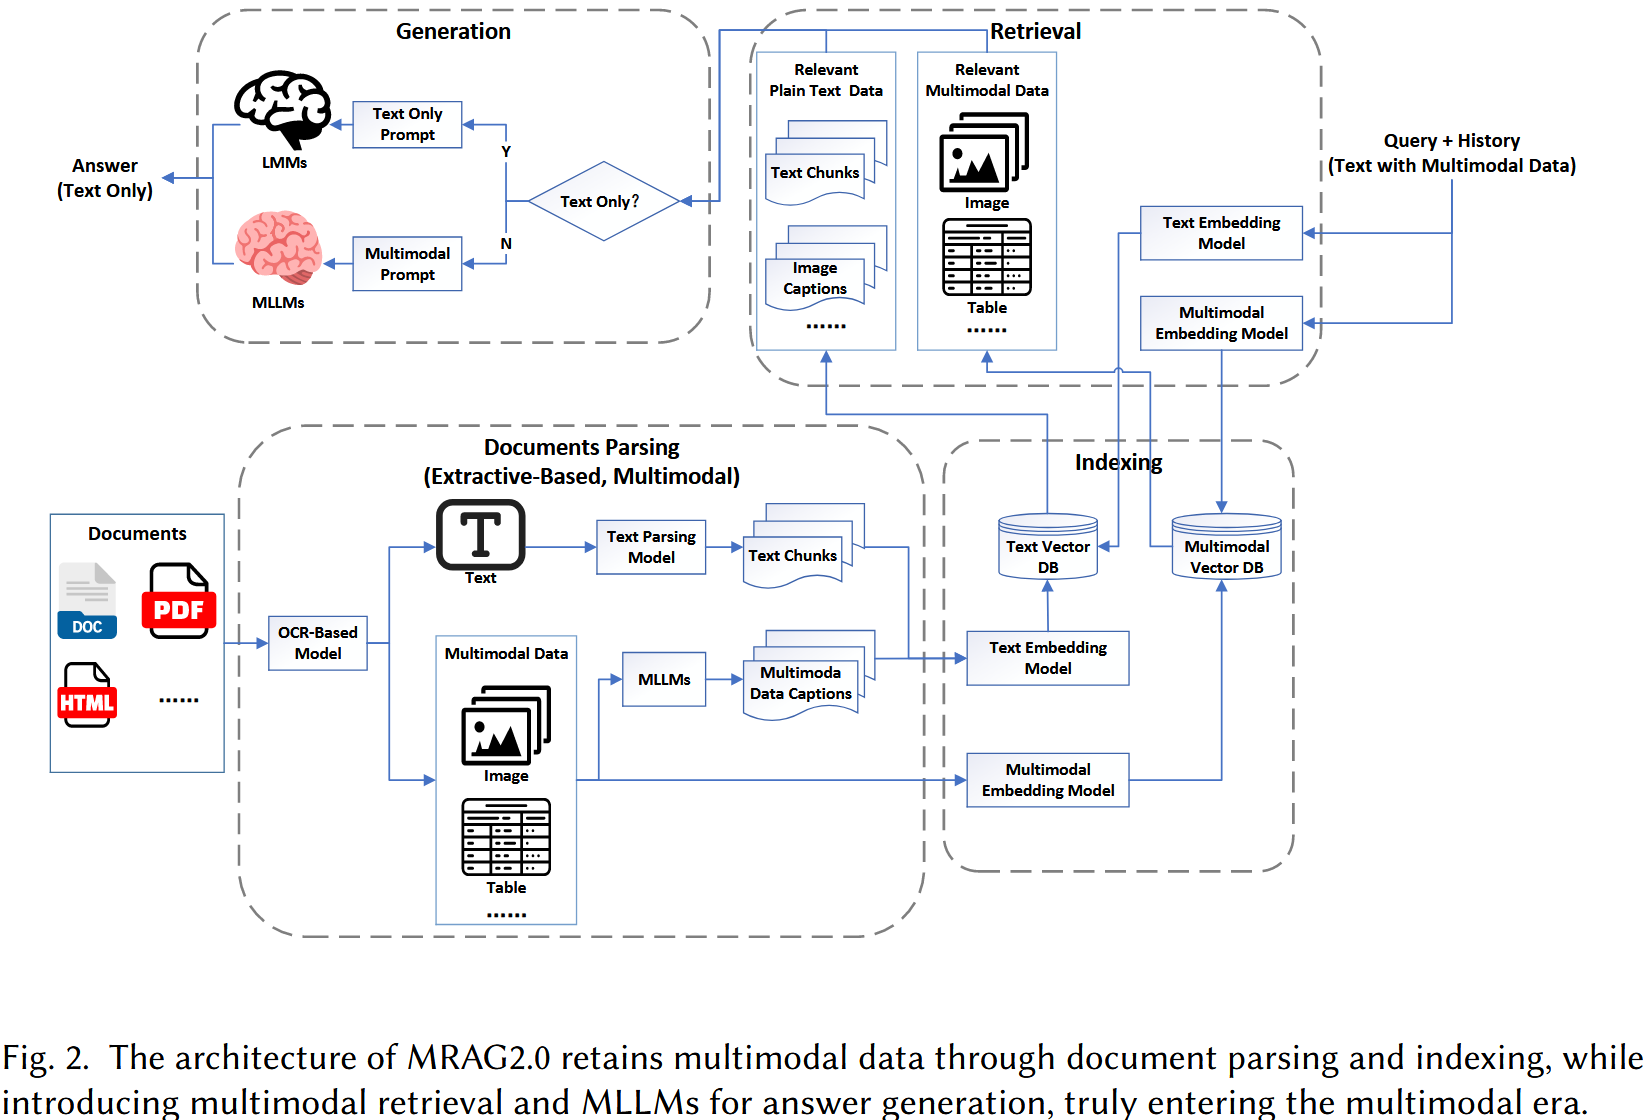 Generation
LMMs
Text Only
Prompt
Y
Text Only?
N
Multimodal
Prompt
MLLMs
Answer
(Text Only)
Retrieval
Relevant
Plain Text Data
Text Chunks
Image
Captions
......
Relevant
Multimodal Data
Image
Table
......
Query + History
(Text with Multimodal Data)
Text Embedding
Model
Multimodal
Embedding Model
Documents Parsing
(Extractive-Based, Multimodal)
Documents
DOC
PDF
HTML
......
OCR-Based
Model
T
Text
Text Parsing
Model
Text Chunks
Multimodal Data
Image
Table
......
MLLMs
Multimoda
Data Captions
Indexing
Text Vector
DB
Multimodal
Vector DB
Text Embedding
Model
Multimodal
Embedding Model
Fig. 2. The architecture of MRAG2.0 retains multimodal data through document parsing and indexing, while
introducing multimodal retrieval and MLLMs for answer generation, truly entering the multimodal era.